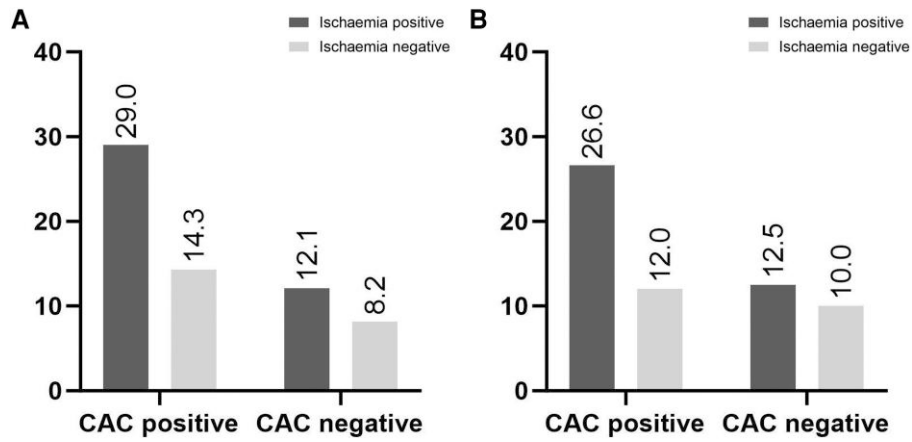 A
Ischaemia positive
Ischaemia negative
40
30
20
10
0
29.0
14.3
12.1
8.2
CAC positive
CAC negative
B
Ischaemia positive
Ischaemia negative
40
30
20
10
0
26.6
12.0
12.5
10.0
CAC positive
CAC negative